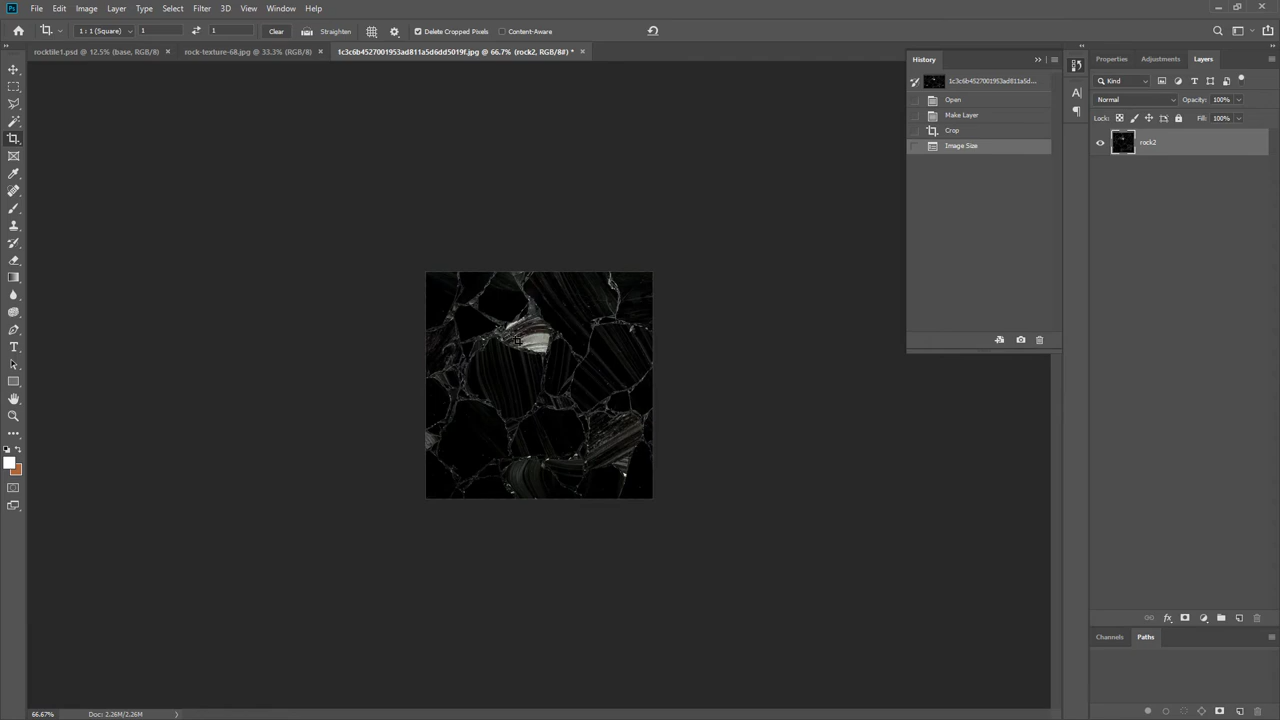 Ps File Edit Image Layer Type Select Filter 3D View Window Help
1 : 1 (Square) 1 1 Clear Straighten Delete Cropped Pixels Content-Aware
rocktile1.psd @ 12.5% (base, RGB/8) rock-texture-68.jpg @ 33.3% (RGB/8) 1c3c6b4527001953ad811a5d6dd5019f.jpg @ 66.7% (rock2, RGB/8#) *
History
1c3c6b4527001953ad811a5d...
Open
Make Layer
Crop
Image Size
Properties Adjustments Layers
Kind
Normal Opacity: 100%
Lock: Fill: 100%
rock2
Channels Paths
66.67% Doc: 2.26M/2.26M